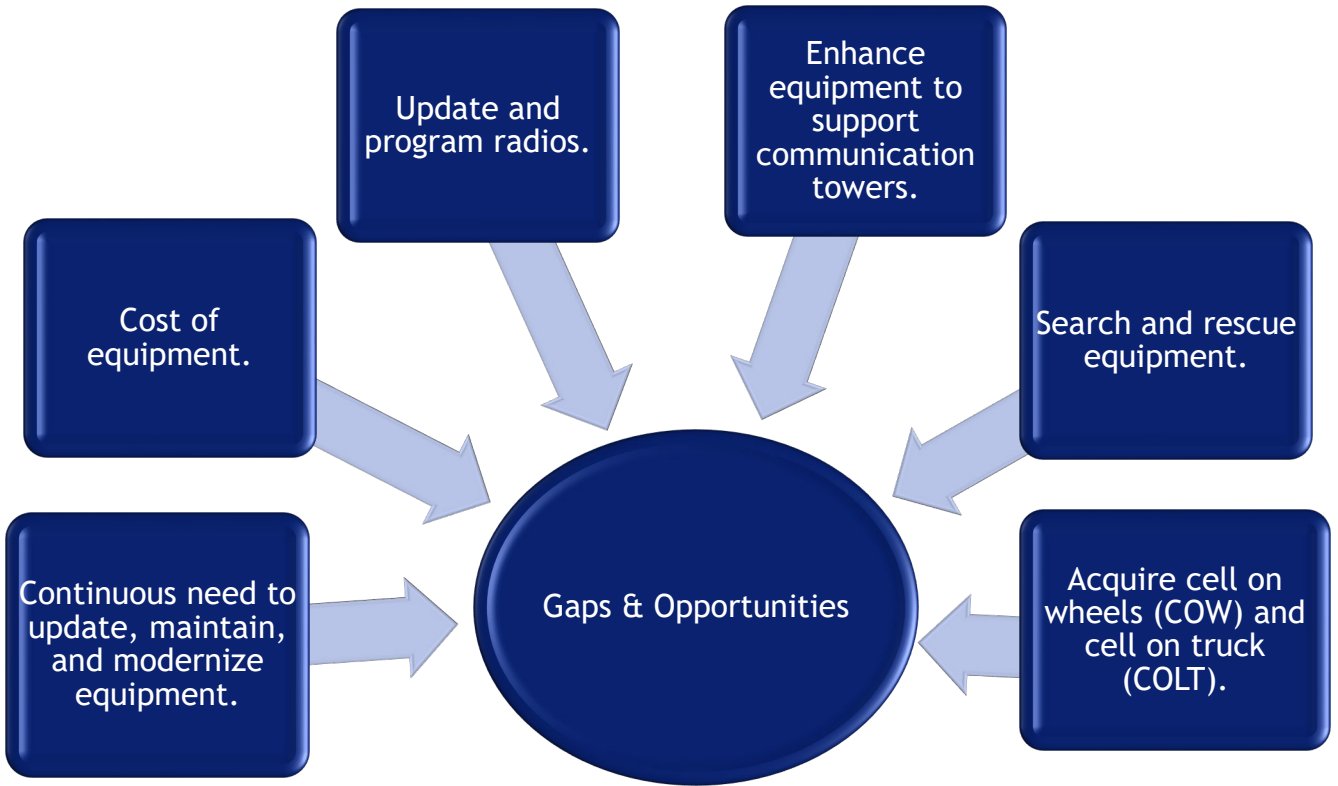 Continuous need to
update, maintain,
and modernize
equipment.
Cost of
equipment.
Update and
program radios.
Enhance
equipment to
support
communication
towers.
Search and rescue
equipment.
Acquire cell on
wheels (COW) and
cell on truck
(COLT).
Gaps & Opportunities